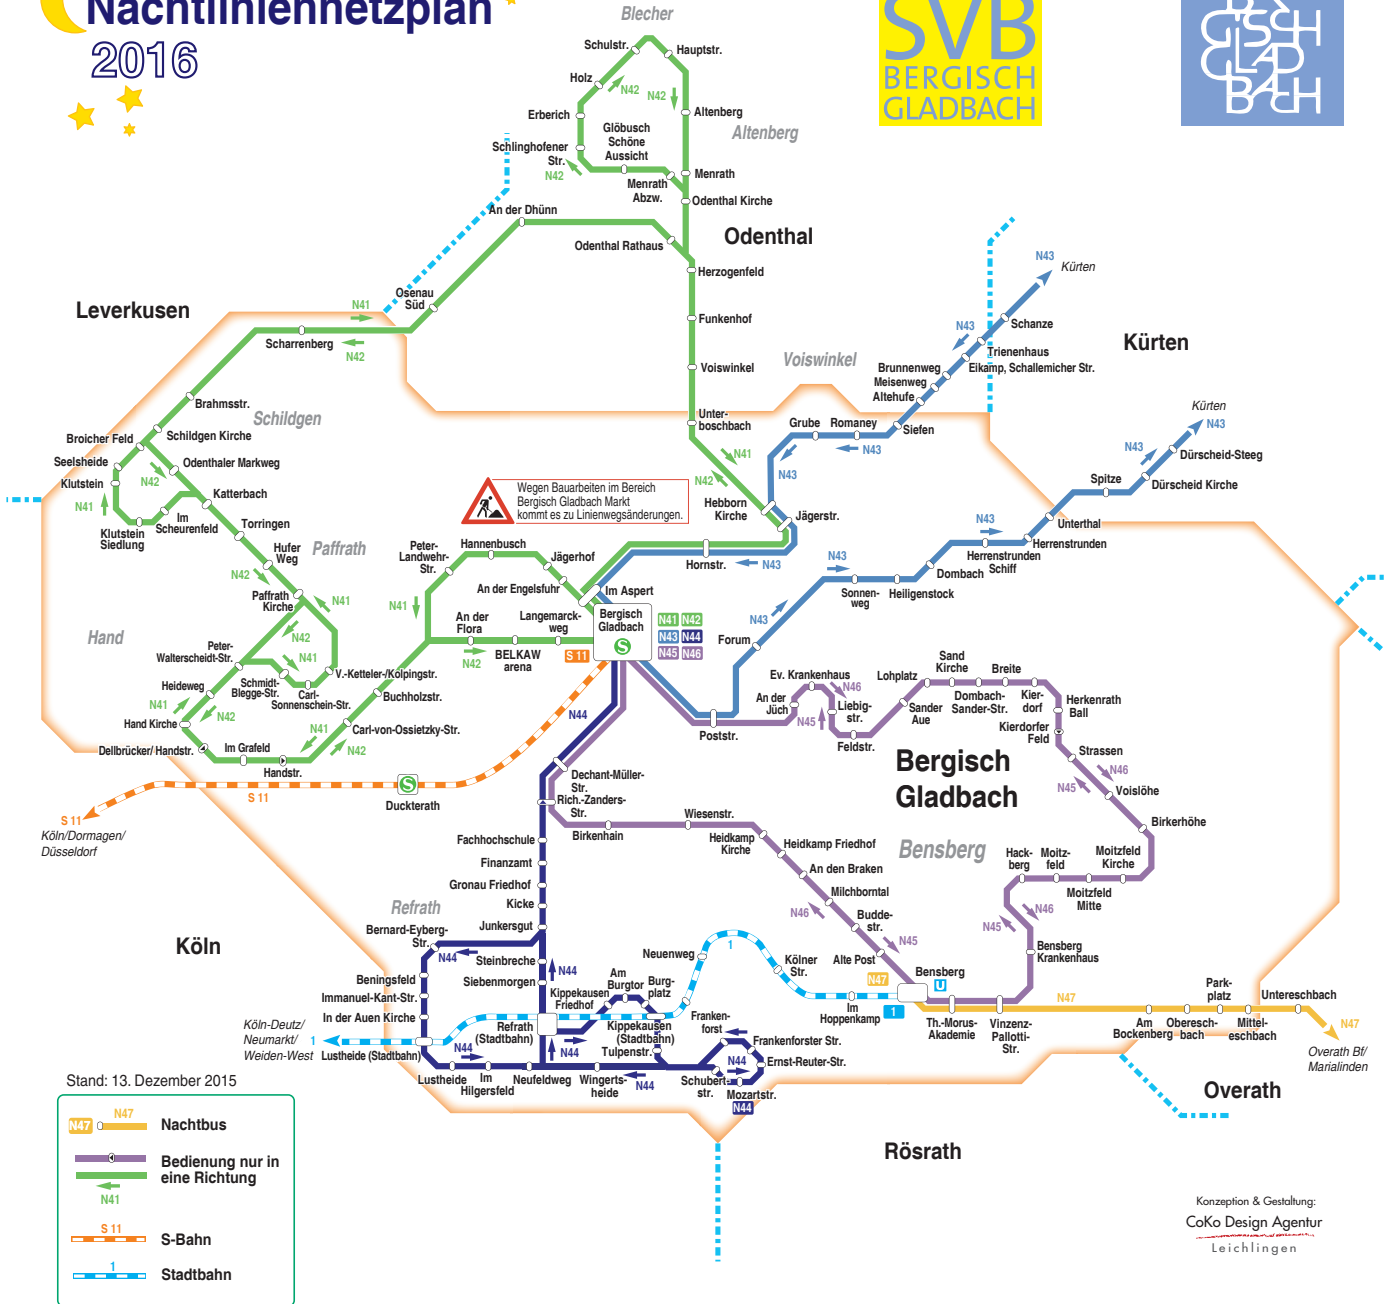 Nachtliniennetzplan
2016
SVB
BERGISCH
GLADBACH
BERGISCH GLADBACH
Blecher
Schulstr.
Hauptstr.
Holz
N42
N42
Erberich
Altenberg
Altenberg
Glöbusch
Schöne
Aussicht
Schlinghofener
Str.
N42
Menrath
Menrath
Abzw.
Odenthal Kirche
An der Dhünn
Odenthal Rathaus
Odenthal
Herzogenfeld
N43
Kürten
Leverkusen
Osenau
Süd
N41
Scharrenberg
N42
Funkenhof
N43
Schanze
Kürten
Trienenhaus
Voiswinkel
Voiswinkel
Brunnenweg
Eikamp, Schallemicher Str.
Meisenweg
Altehufe
Brahmsstr.
Schildgen
Unter-
boschbach
Grube
Romaney
Siefen
N43
N43
Kürten
N43
N43
Dürscheid-Steeg
Broicher Feld
Schildgen Kirche
Seelsheide
Odenthaler Markweg
Klutstein
N42
N41
Katterbach
Klutstein
Siedlung
Im
Scheurenfeld
N41
N42
Hebborn
Kirche
Jägerstr.
Spitze
Dürscheid Kirche
Wegen Bauarbeiten im Bereich
Bergisch Gladbach Markt
kommt es zu Linienwegsänderungen.
Torringen
Hufer
Weg
Paffrath
N42
Paffrath
Kirche
N41
Peter-
Landwehr-
Str.
Hannenbusch
Jägerhof
An der Engelsfuhr
Im Aspert
Hornstr.
N43
N43
Unterthal
Herrenstrunden
Herrenstrunden
Schiff
N43
Dombach
Sonnen-
weg
Heiligenstock
Hand
N42
N41
An der
Flora
Langemarck-
weg
Bergisch
Gladbach
S
N41 N42
N43 N44
N45 N46
N43
Forum
Peter-
Walterscheidt-Str.
N41
N42
BELKAW
arena
S 11
Heideweg
Schmidt-
Blegge-Str.
Carl-
Sonnenschein-Str.
V.-Ketteler-/Kölpingstr.
Buchholzstr.
N41
N42
Hand Kirche
N44
Carl-von-Ossietzky-Str.
N41
N42
Dellbrücker/ Handstr.
Im Grafeld
Handstr.
Ev. Krankenhaus
N46
An der
Jüch
Liebig-
str.
N45
Poststr.
Feldstr.
Lohplatz
Sand
Kirche
Breite
Dombach-
Sander-Str.
Kier-
dorf
Sander
Aue
Herkenrath
Ball
Kierdorfer
Feld
Strassen
N46
N45
Voislöhe
Bergisch
Gladbach
S 11
S
Duckterath
S 11
Köln/Dormagen/
Düsseldorf
Dechant-Müller-
Str.
Rich.-Zanders-
Str.
Birkenhain
Wiesenstr.
Heidkamp
Kirche
Heidkamp Friedhof
An den Braken
Milchborntal
N46
Budde-
str.
N45
Alte Post
Bensberg
Birkerhöhe
Hack-
berg
Moitz-
feld
Moitzfeld
Kirche
Moitzfeld
Mitte
N46
N45
Bensberg
Krankenhaus
Fachhochschule
Finanzamt
Gronau Friedhof
Kicke
Junkersgut
Refrath
Bernard-Eyberg-
Str.
N44
Steinbreche
Siebenmorgen
N44
Köln
Beningsfeld
Immanuel-Kant-Str.
In der Auen Kirche
Kippekausen
Friedhof
Am
Burgtor
Burg-
platz
Neuenweg
1
Kölner
Str.
N47
Bensberg
U
Im
Hoppenkamp
1
Köln-Deutz/
Neumarkt/
Weiden-West
1
Lustheide (Stadtbahn)
Refrath
(Stadtbahn)
Kippekausen
(Stadtbahn)
Tulpenstr.
Franken-
forst
Frankenforster Str.
Ernst-Reuter-Str.
N44
N44
N44
N44
Lustheide
Im
Hilgersfeld
Neufeldweg
Wingerts-
heide
Schubert-
str.
Mozartstr.
N44
Th.-Morus-
Akademie
Vinzenz-
Pallotti-
Str.
N47
Am
Bockenberg
Park-
platz
Oberesch-
bach
Mittel-
eschbach
Untereschbach
N47
Overath Bf/
Marialinden
Overath
Rösrath
Stand: 13. Dezember 2015
N47
N47
Nachtbus
Bedienung nur in
eine Richtung
N41
S 11
S-Bahn
1
Stadtbahn
Konzeption & Gestaltung:
CoKo Design Agentur
Leichlingen